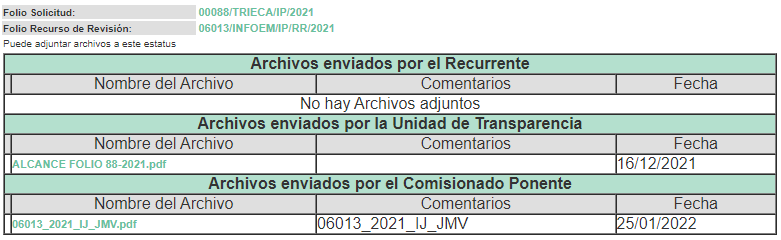 Folio Solicitud: 00088/TRIECA/IP/2021
Folio Recurso de Revisión: 06013/INFOEM/IP/RR/2021
Puede adjuntar archivos a este estatus
Archivos enviados por el Recurrente
Nombre del Archivo Comentarios Fecha
No hay Archivos adjuntos
Archivos enviados por la Unidad de Transparencia
Nombre del Archivo Comentarios Fecha
ALCANCE FOLIO 88-2021.pdf 16/12/2021
Archivos enviados por el Comisionado Ponente
Nombre del Archivo Comentarios Fecha
06013_2021_IJ_JMV.pdf 06013_2021_IJ_JMV 25/01/2022